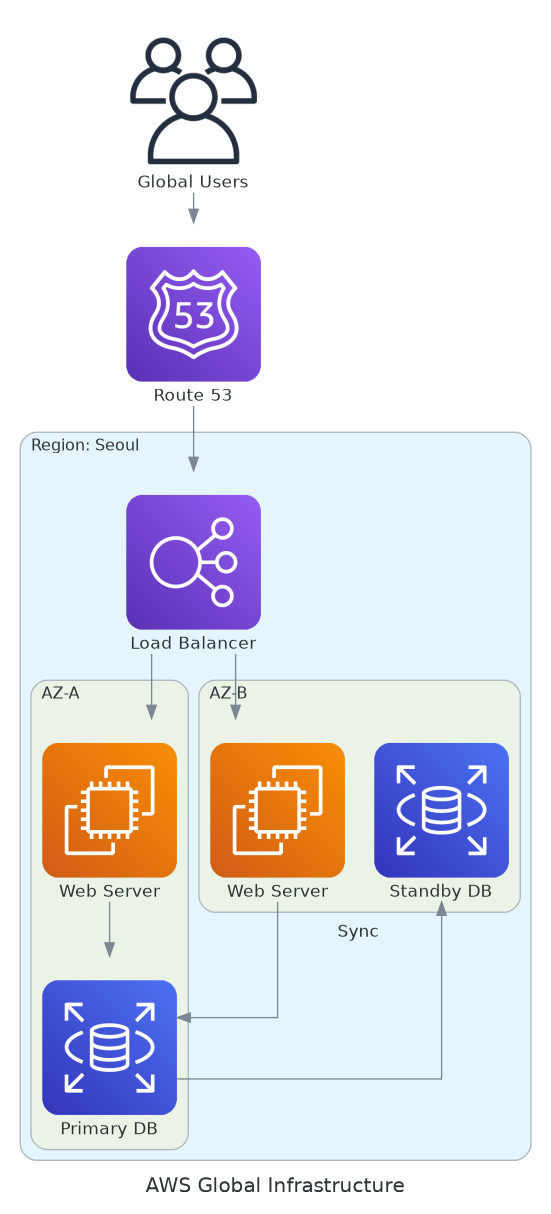 Global Users
53
Route 53
Region: Seoul
Load Balancer
AZ-A
AZ-B
Web Server
Web Server
Standby DB
Sync
Primary DB
AWS Global Infrastructure